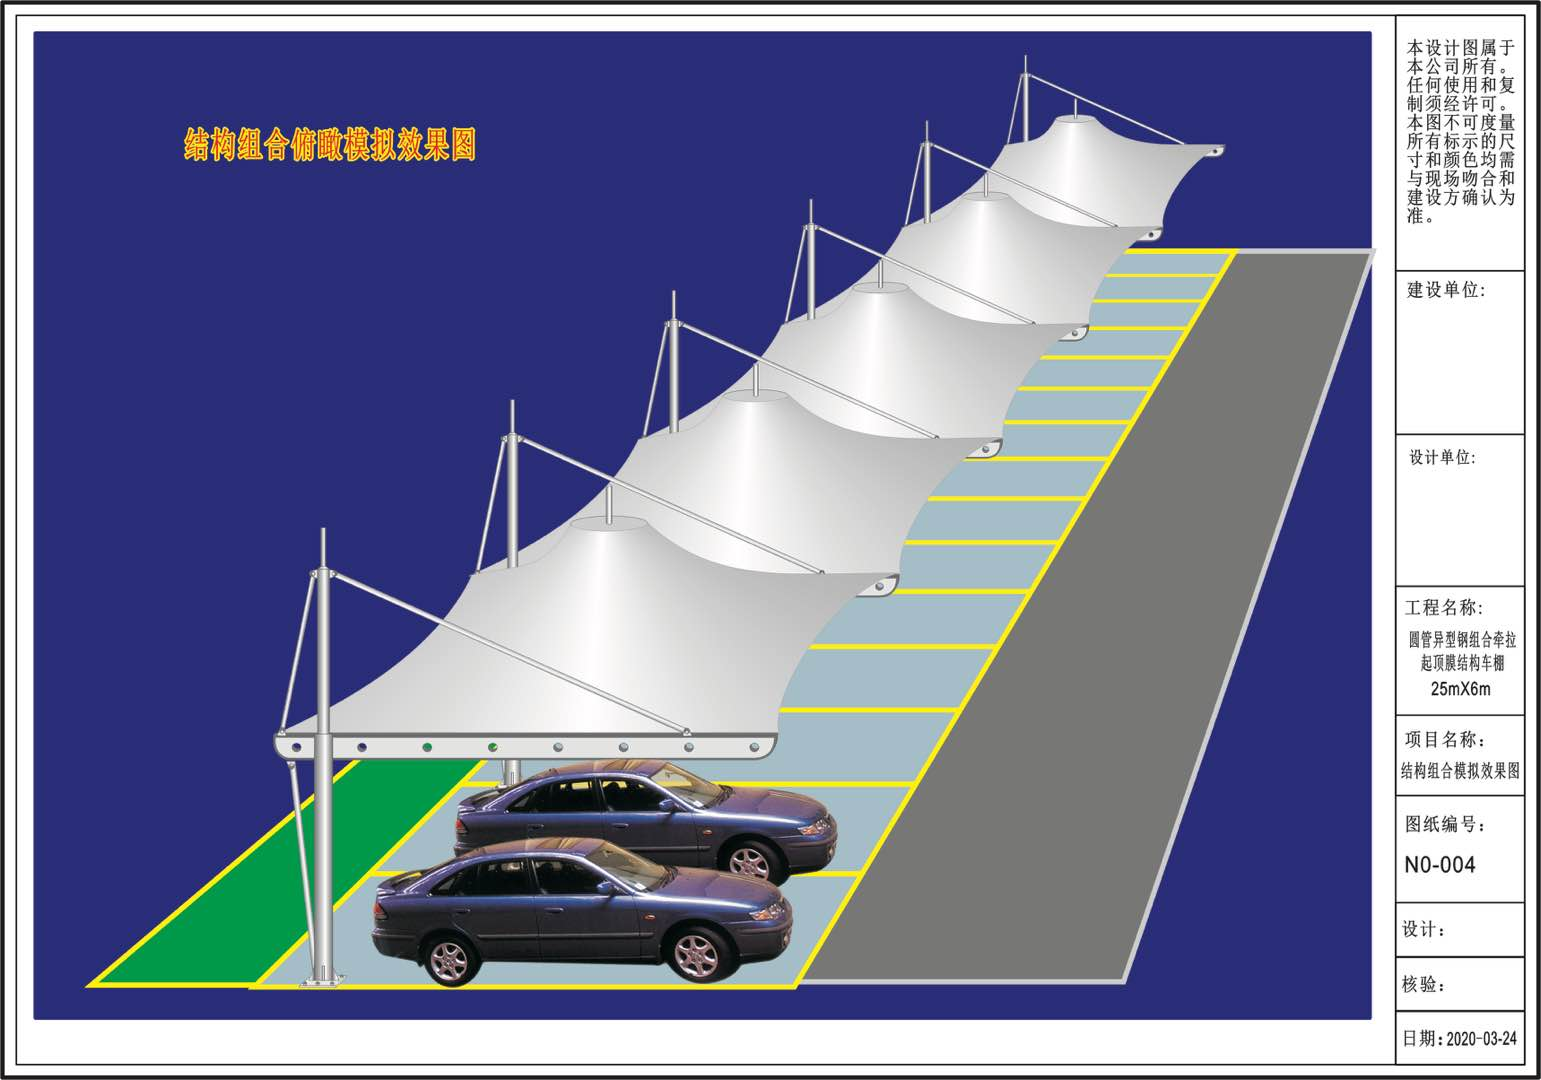 结构组合俯瞰模拟效果图
本设计图属于
本公司所有。
任何使用和复
制须经许可。
本图不可度量
所有标示的尺
寸和颜色均需
与现场吻合和
建设方确认为
准。
建设单位:
设计单位:
工程名称:
圆管异型钢组合牵拉
起顶膜结构车棚
25mX6m
项目名称:
结构组合模拟效果图
图纸编号:
N0-004
设计:
核验:
日期:2020-03-24